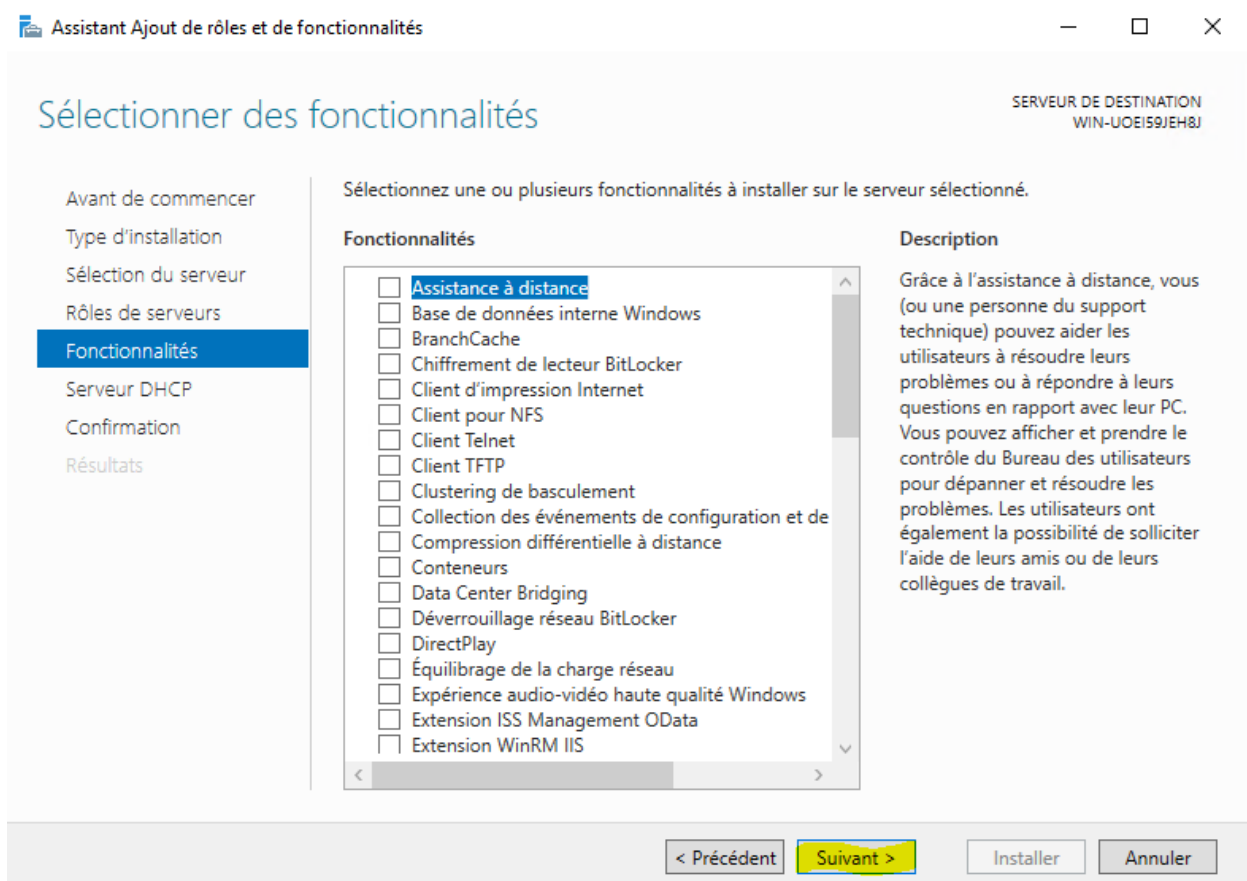 Assistant Ajout de rôles et de fonctionnalités
Sélectionner des fonctionnalités
SERVEUR DE DESTINATION
WIN-UOEI59JEH8J
Avant de commencer
Type d'installation
Sélection du serveur
Rôles de serveurs
Fonctionnalités
Serveur DHCP
Confirmation
Résultats
Sélectionnez une ou plusieurs fonctionnalités à installer sur le serveur sélectionné.
Fonctionnalités
Assistance à distance
Base de données interne Windows
BranchCache
Chiffrement de lecteur BitLocker
Client d'impression Internet
Client pour NFS
Client Telnet
Client TFTP
Clustering de basculement
Collection des événements de configuration et de
Compression différentielle à distance
Conteneurs
Data Center Bridging
Déverrouillage réseau BitLocker
DirectPlay
Équilibrage de la charge réseau
Expérience audio-vidéo haute qualité Windows
Extension ISS Management OData
Extension WinRM IIS
Description
Grâce à l'assistance à distance, vous
(ou une personne du support
technique) pouvez aider les
utilisateurs à résoudre leurs
problèmes ou à répondre à leurs
questions en rapport avec leur PC.
Vous pouvez afficher et prendre le
contrôle du Bureau des utilisateurs
pour dépanner et résoudre les
problèmes. Les utilisateurs ont
également la possibilité de solliciter
l'aide de leurs amis ou de leurs
collègues de travail.
< Précédent
Suivant >
Installer
Annuler